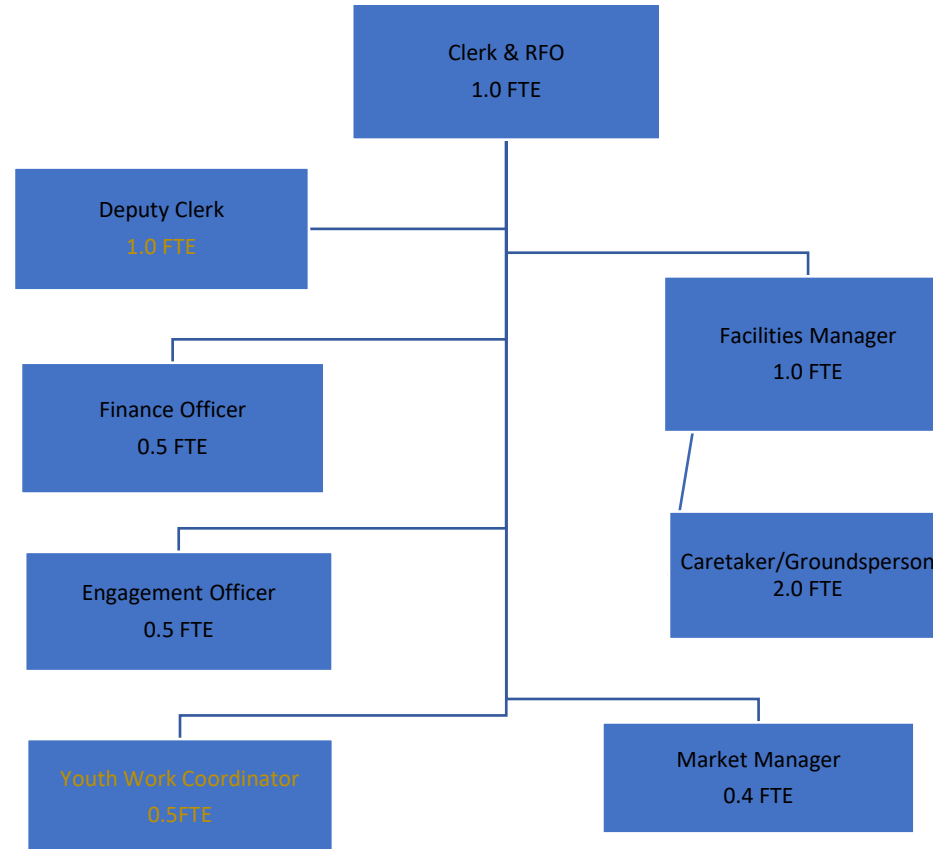 Clerk & RFO
1.0 FTE
Deputy Clerk
1.0 FTE
Facilities Manager
1.0 FTE
Finance Officer
0.5 FTE
Caretaker/Groundsperson
2.0 FTE
Engagement Officer
0.5 FTE
Market Manager
0.4 FTE
Youth Work Coordinator
0.5FTE